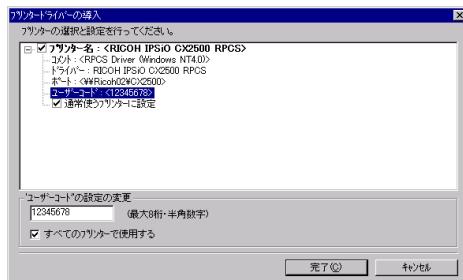 プリンタードライバーの導入
プリンターの選択と設定を行ってください。
プリンター名 : <RICOH IPSiO CX2500 RPCS>
コメント : <RPCS Driver (Windows NT4.0)>
ドライバー : RICOH IPSiO CX2500 RPCS
ポート : <¥¥Ricoh02¥CX2500>
ユーザーコード : <12345678>
通常使うプリンターに設定
"ユーザーコード"の設定の変更
12345678 (最大8桁・半角数字)
すべてのプリンターで使用する
完了(C) キャンセル